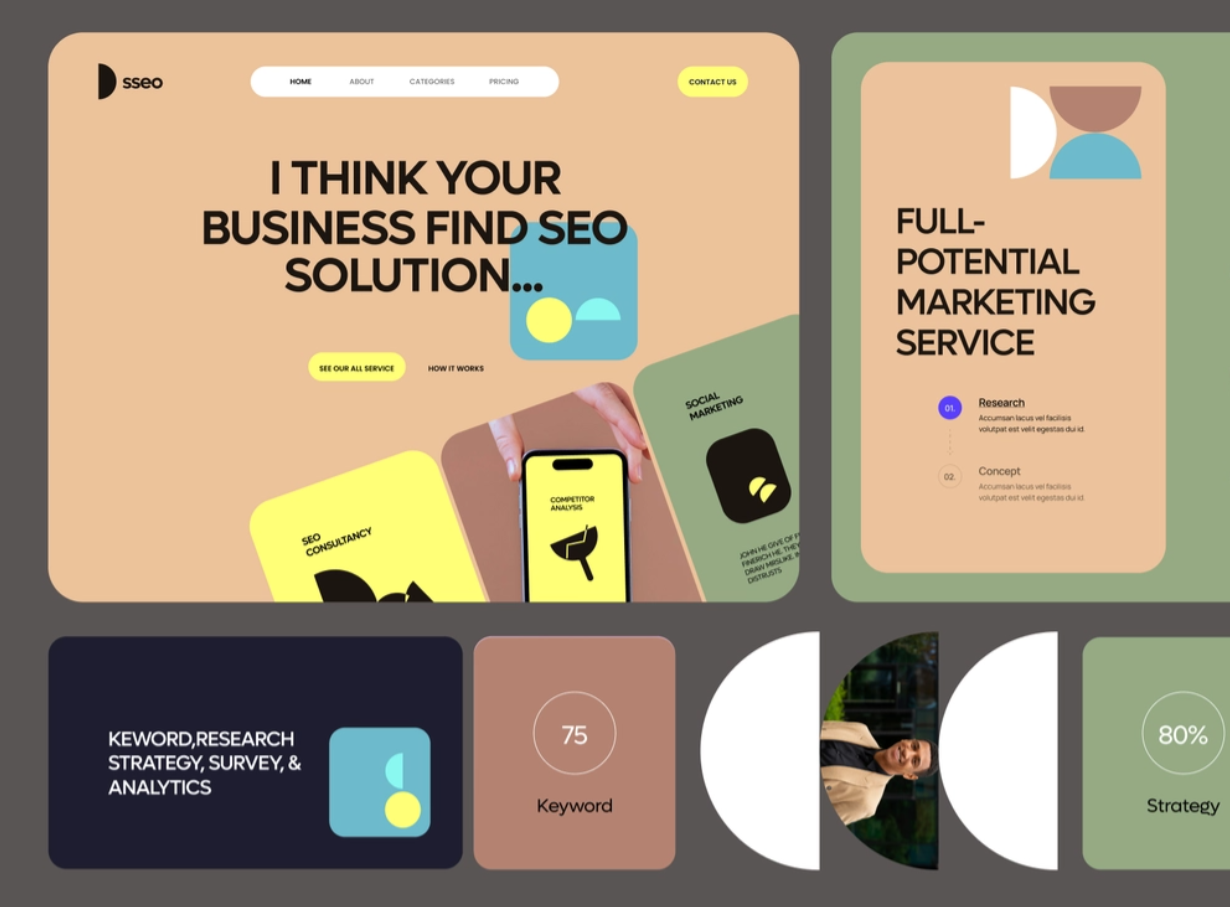 sseo
HOME ABOUT CATEGORIES PRICING
CONTACT US
I THINK YOUR
BUSINESS FIND SEO
SOLUTION...
SEE OUR ALL SERVICE
HOW IT WORKS
SEO
CONSULTANCY
COMPETITOR
ANALYSIS
SOCIAL
MARKETING
JOHN HE GIVE OF
FINERCH HE. THEY
DRAW MRSLIKE.
DISTRUSTS
FULL-
POTENTIAL
MARKETING
SERVICE
01.
Research
Accumsan lacus vel facilisis
volutpat est velit egestas dui id.
02.
Concept
Accumsan lacus vel facilisis
volutpat est velit egestas dui id.
KEWORD,RESEARCH
STRATEGY, SURVEY, &
ANALYTICS
75
Keyword
80%
Strategy